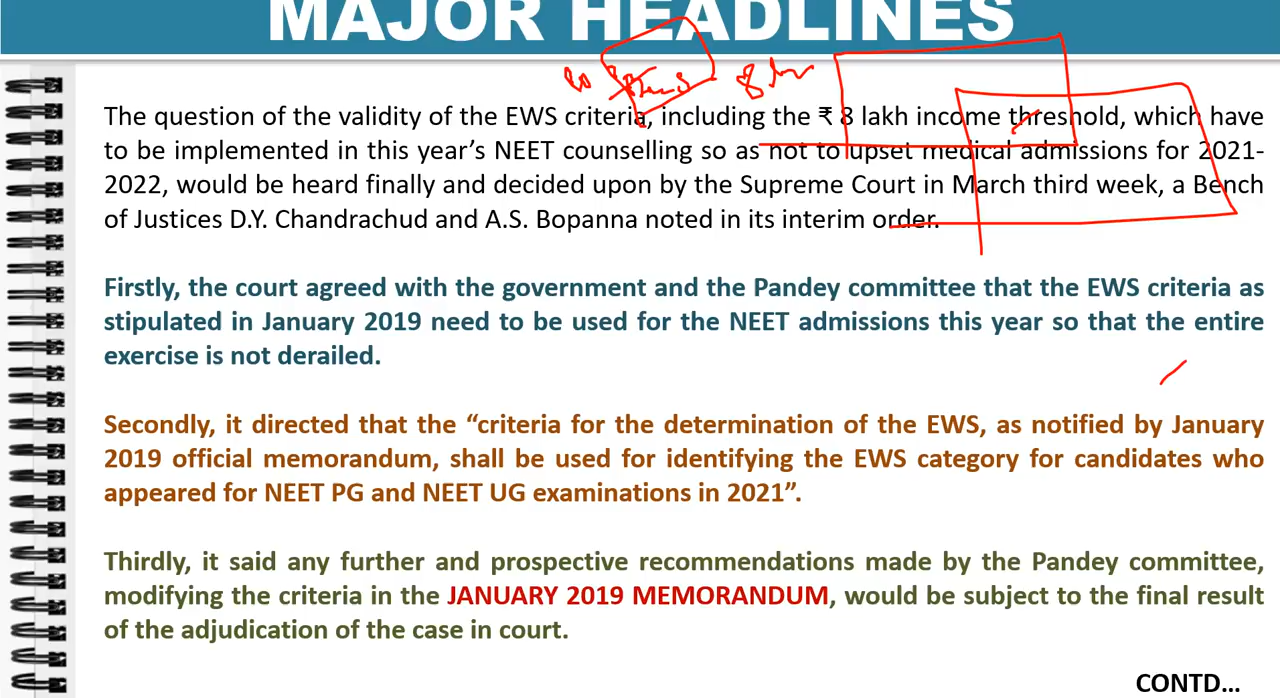 MAJOR HEADLINES
The question of the validity of the EWS criteria, including the ₹ 8 lakh income threshold, which have
to be implemented in this year’s NEET counselling so as not to upset medical admissions for 2021-
2022, would be heard finally and decided upon by the Supreme Court in March third week, a Bench
of Justices D.Y. Chandrachud and A.S. Bopanna noted in its interim order.
Firstly, the court agreed with the government and the Pandey committee that the EWS criteria as
stipulated in January 2019 need to be used for the NEET admissions this year so that the entire
exercise is not derailed.
Secondly, it directed that the “criteria for the determination of the EWS, as notified by January
2019 official memorandum, shall be used for identifying the EWS category for candidates who
appeared for NEET PG and NEET UG examinations in 2021”.
Thirdly, it said any further and prospective recommendations made by the Pandey committee,
modifying the criteria in the JANUARY 2019 MEMORANDUM, would be subject to the final result
of the adjudication of the case in court.
CONTD...